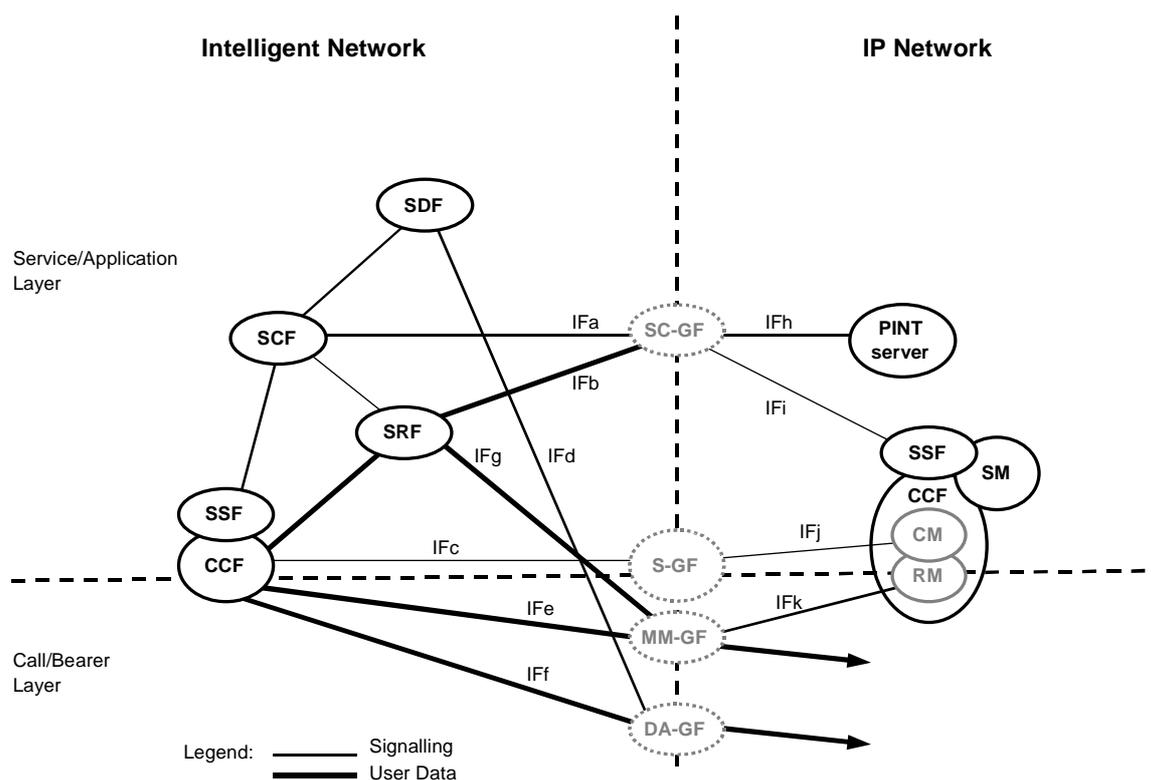 Intelligent Network
IP Network
SDF
Service/Application
Layer
SCF
IFa
SC-GF
IFh
PINT
server
IFb
IFi
SRF
IFg
IFd
SSF
SM
CCF
SSF
CM
IFj
IFc
CCF
S-GF
RM
IFk
IFe
MM-GF
Call/Bearer
Layer
IFf
DA-GF
Legend:
Signalling
User Data